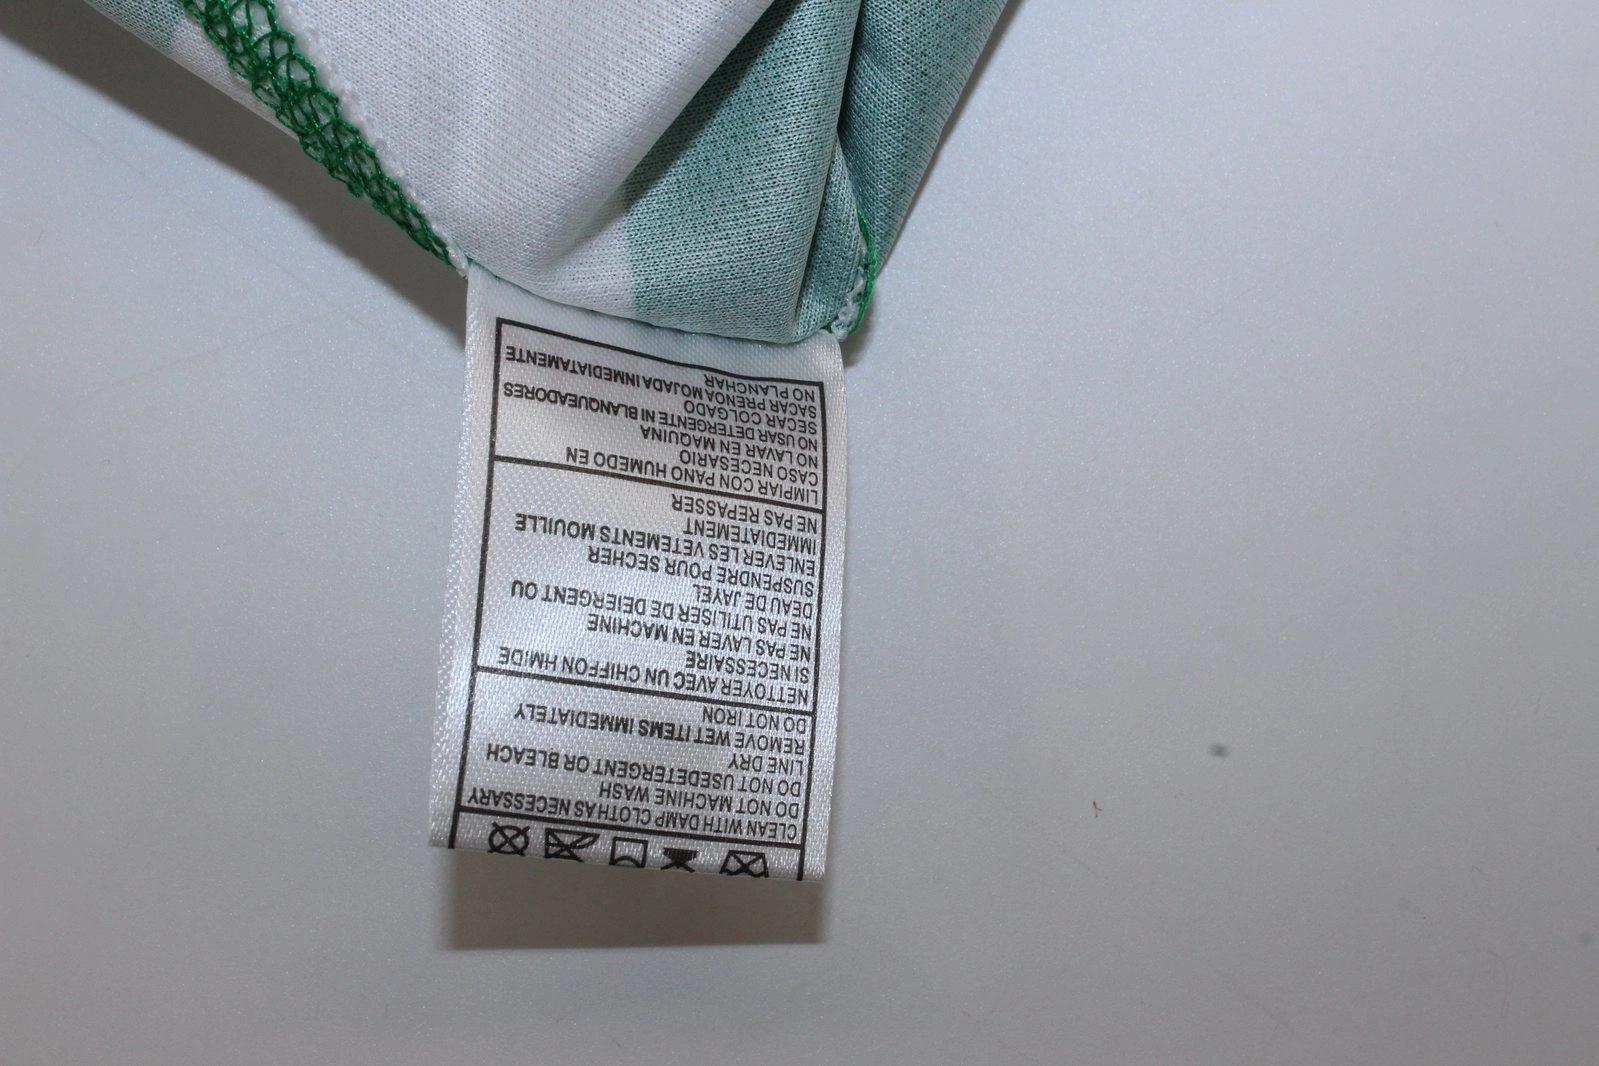 CLEAN WITH DAMP CLOTH AS NECESSARY
DO NOT MACHINE WASH
DO NOT USEDETERGENT OR BLEACH
LINE DRY
REMOVE WET ITEMS IMMEDIATELY
DO NOT IRON
NETTOYER AVEC UN CHIFFON HMIDE
SI NECESSAIRE
NE PAS LAVER EN MACHINE
NE PAS UTILISER DE DEIERGENT OU
DEAU DE JAYEL
SUSPENDRE POUR SECHER
ENLEVER LES VETEMENTS MOUILLE
IMMEDIATEMENT
NE PAS REPASSER
LIMPIAR CON PANO HUMEDO EN
CASO NECESARIO
NO LAVAR EN MAQUINA
NO USAR DETERGENTE NI BLANQUEADORES
SECAR COLGADO
SACAR PRENOA MOJADA INMEDIATAMENTE
NO PLANCHAR